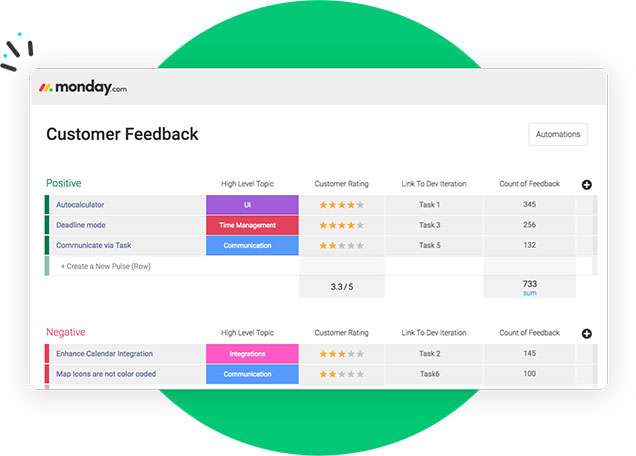 monday.com
Customer Feedback
Automations
Positive High Level Topic Customer Rating Link To Dev Iteration Count of Feedback
Autocalculator UI Task 1 345
Deadline mode Time Management Task 3 256
Communicate via Task Communication Task 5 132
+ Create a New Pulse (Row)
3.3 / 5 733
sum
Negative High Level Topic Customer Rating Link To Dev Iteration Count of Feedback
Enhance Calendar Integration Integrations Task 2 145
Map Icons are not color coded Communication Task6 100